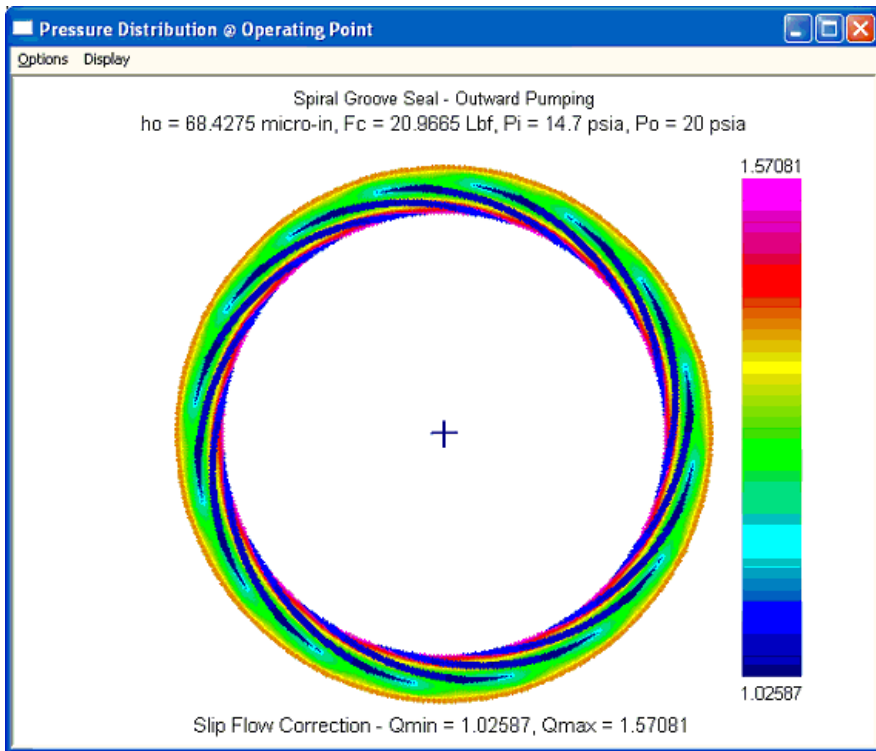 Pressure Distribution @ Operating Point
Options Display
Spiral Groove Seal - Outward Pumping
ho = 68.4275 micro-in, Fc = 20.9665 Lbf, Pi = 14.7 psia, Po = 20 psia
1.57081
1.02587
Slip Flow Correction - Qmin = 1.02587, Qmax = 1.57081